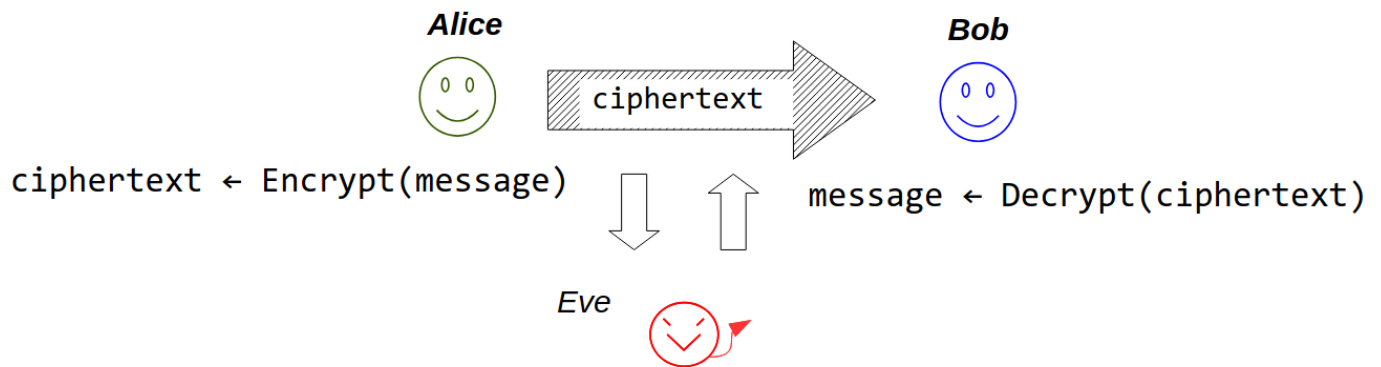 Alice
Bob
ciphertext
ciphertext ← Encrypt(message)
message ← Decrypt(ciphertext)
Eve